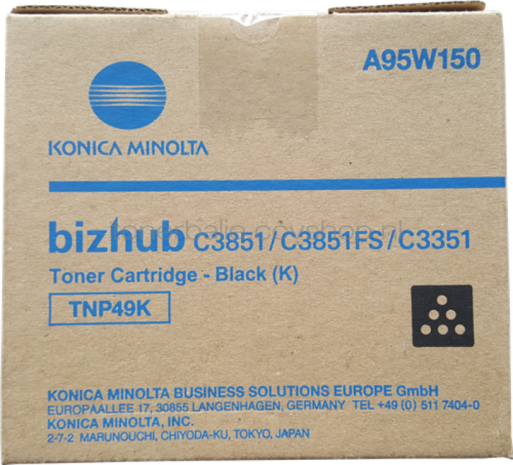 A95W150
KONICA MINOLTA
bizhub C3851/C3851FS/C3351
Toner Cartridge - Black (K)
TNP49K
KONICA MINOLTA BUSINESS SOLUTIONS EUROPE GmbH
EUROPAALLEE 17, 30855 LANGENHAGEN, GERMANY TEL +49 (0) 511 7404-0
KONICA MINOLTA, INC.
2-7-2 MARUNOUCHI, CHIYODA-KU, TOKYO, JAPAN